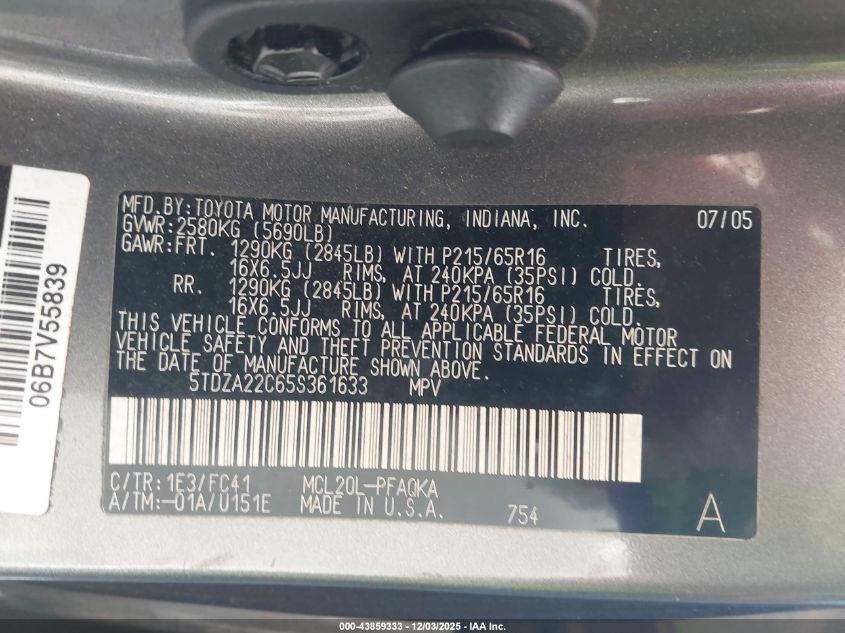 MFD.BY:TOYOTA MOTOR MANUFACTURING, INDIANA, INC. 07/05
GVWR:2580KG (5690LB)
GAWR:FRT. 1290KG (2845LB) WITH P215/65R16 TIRES,
16X6.5JJ RIMS, AT 240KPA (35PSI) COLD.
RR. 1290KG (2845LB) WITH P215/65R16 TIRES,
16X6.5JJ RIMS, AT 240KPA (35PSI) COLD.
THIS VEHICLE CONFORMS TO ALL APPLICABLE FEDERAL MOTOR
VEHICLE SAFETY AND THEFT PREVENTION STANDARDS IN EFFECT ON
THE DATE OF MANUFACTURE SHOWN ABOVE.
5TDZA22C65S361633 MPV
C/TR:1E3/FC41 MCL20L-PFAQKA
A/TM:-01A/U151E MADE IN U.S.A. 754 A
06B7V55839
000-43859333 - 12/03/2025 - IAA Inc.